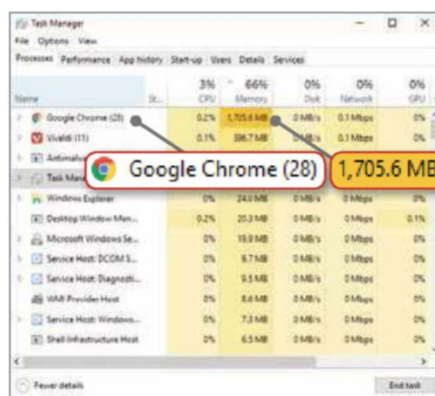 Task Manager
File Options View
Processes Performance App history Start-up Users Details Services
3% 66% 0% 0% 0%
Name St... CPU Memory Disk Network GPU
Google Chrome (28) 0.2% 1,705.6 MB 0 MB/s 0.1 Mbps 0%
Vivaldi (11) 0.1% 396.7 MB 0 MB/s 0.1 Mbps 0%
Antimalw
Google Chrome (28) 1,705.6 MB
Task Mana
Windows Explorer 0% 24.0 MB 0 MB/s 0 Mbps 0%
Desktop Window Man... 0.2% 20.3 MB 0 MB/s 0 Mbps 0.1%
Microsoft Windows Se... 0% 19.9 MB 0 MB/s 0 Mbps 0%
Service Host: DCOM S... 0% 9.7 MB 0 MB/s 0 Mbps 0%
Service Host: Diagnosti... 0% 9.5 MB 0 MB/s 0 Mbps 0%
WMI Provider Host 0% 8.6 MB 0 MB/s 0 Mbps 0%
Service Host: Windows... 0% 7.3 MB 0 MB/s 0 Mbps 0%
Shell Infrastructure Host 0% 6.5 MB 0 MB/s 0 Mbps 0%
Fewer details End task